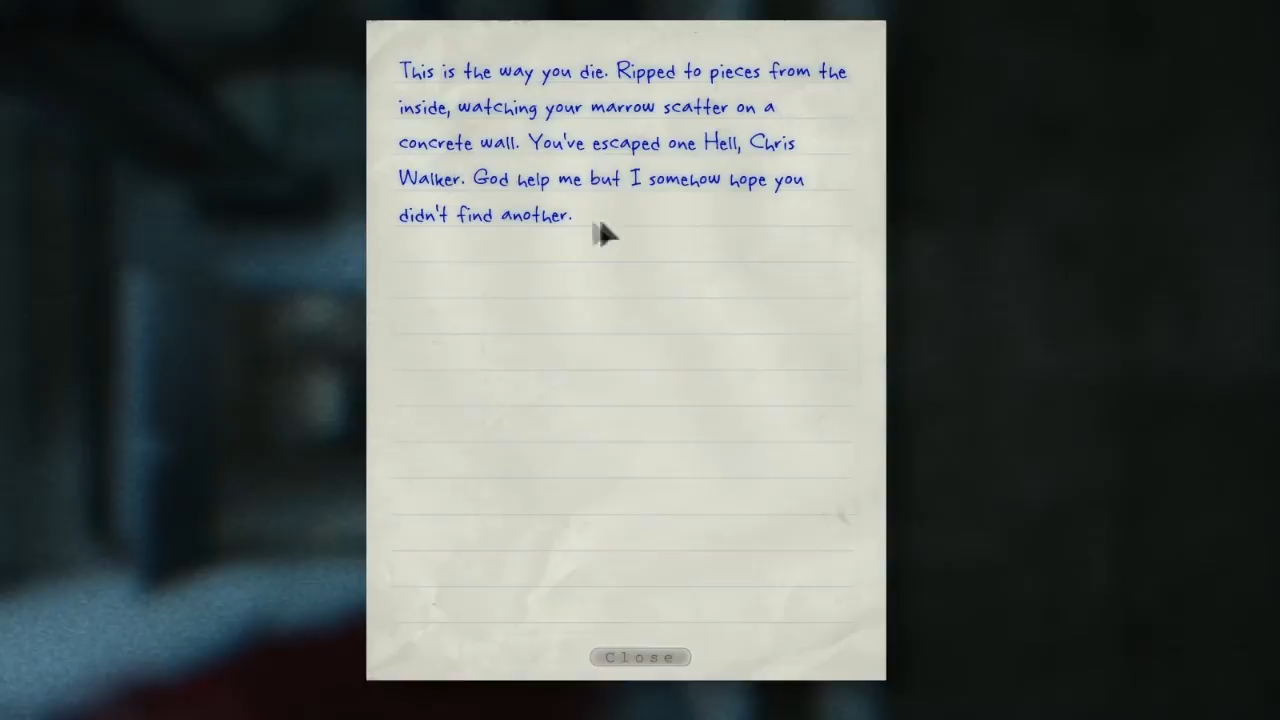 This is the way you die. Ripped to pieces from the
inside, watching your marrow scatter on a
concrete wall. You've escaped one Hell, Chris
Walker. God help me but I somehow hope you
didn't find another.
Close